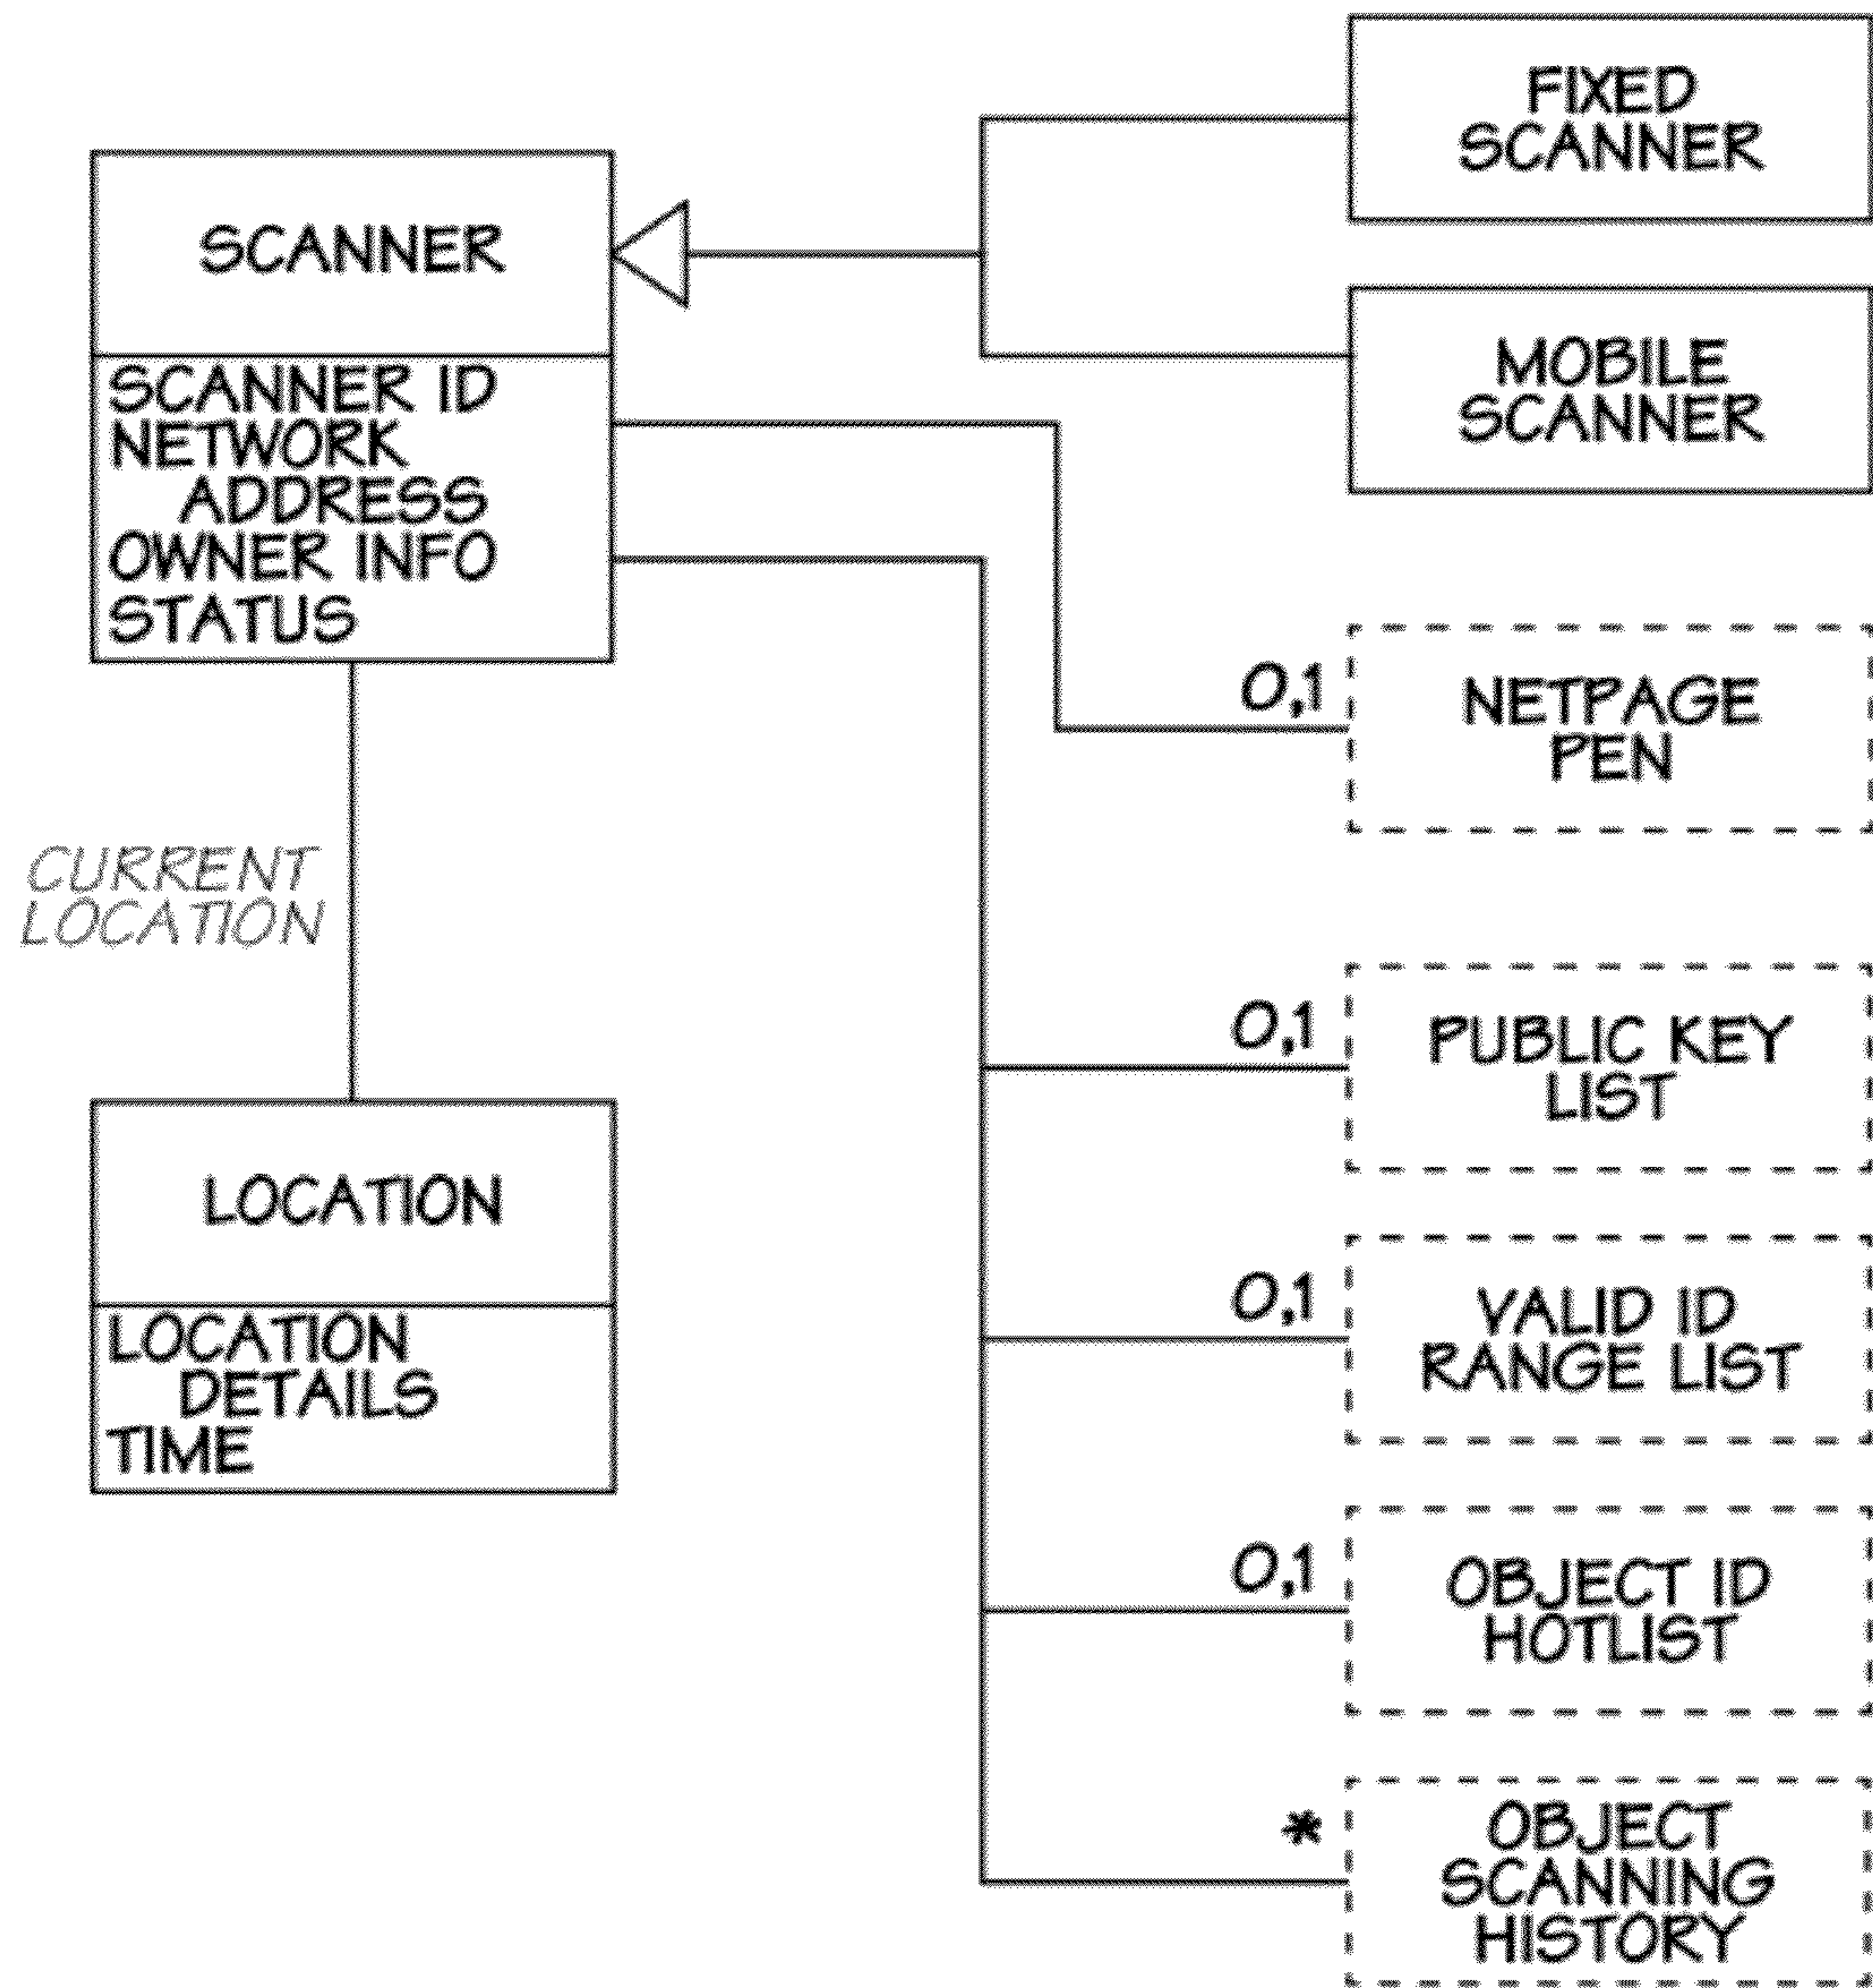 FIXED
SCANNER
SCANNER
SCANNER ID
NETWORK
ADDRESS
OWNER INFO
STATUS
MOBILE
SCANNER
0,1
NETPAGE
PEN
CURRENT
LOCATION
0,1
PUBLIC KEY
LIST
LOCATION
LOCATION
DETAILS
TIME
0,1
VALID ID
RANGE LIST
0,1
OBJECT ID
HOTLIST
*
OBJECT
SCANNING
HISTORY